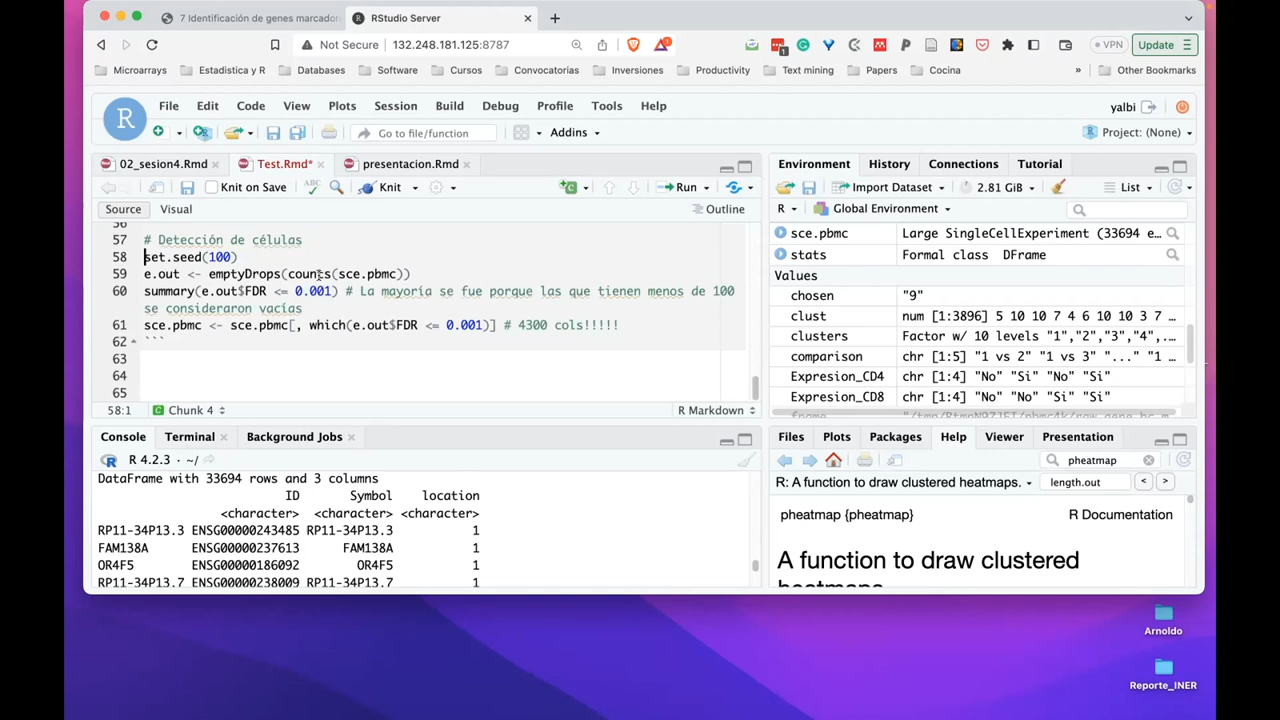 7 Identificación de genes marcador
RStudio Server
Not Secure
132.248.181.125:8787
1
1
VPN
Update
Microarrays
Estadistica y R
Databases
Software
Cursos
Convocatorias
Inversiones
Productivity
Text mining
Papers
Cocina
»
Other Bookmarks
R
File
Edit
Code
View
Plots
Session
Build
Debug
Profile
Tools
Help
yalbi
Go to file/function
Addins
Project: (None)
02_sesion4.Rmd
Test.Rmd*
presentacion.Rmd
Knit on Save
ABC
Knit
Run
Source
Visual
Outline
56
57 # Detección de células
58 set.seed(100)
59 e.out <- emptyDrops(counts(sce.pbmc))
60 summary(e.out$FDR <= 0.001) # La mayoría se fue porque las que tienen menos de 100
se consideraron vacías
61 sce.pbmc <- sce.pbmc[, which(e.out$FDR <= 0.001)] # 4300 cols!!!!!
62 ```
63
64
65
58:1
Chunk 4
R Markdown
Console
Terminal
Background Jobs
R 4.2.3 · ~/
DataFrame with 33694 rows and 3 columns
ID Symbol location
<character> <character> <character>
RP11-34P13.3 ENSG00000243485 RP11-34P13.3 1
FAM138A ENSG00000237613 FAM138A 1
OR4F5 ENSG00000186092 OR4F5 1
RP11-34P13.7 ENSG00000238009 RP11-34P13.7 1
Environment
History
Connections
Tutorial
Import Dataset
2.81 GiB
List
R
Global Environment
sce.pbmc Large SingleCellExperiment (33694 e…
stats Formal class DFrame
Values
chosen "9"
clust num [1:3896] 5 10 10 7 4 6 10 10 3 7 …
clusters Factor w/ 10 levels "1","2","3","4",..
comparison chr [1:5] "1 vs 2" "1 vs 3" "..." "1 …
Expresion_CD4 chr [1:4] "No" "Si" "No" "Si"
Expresion_CD8 chr [1:4] "No" "No" "Si" "Si"
Files
Plots
Packages
Help
Viewer
Presentation
pheatmap
R: A function to draw clustered heatmaps.
length.out
<
>
pheatmap {pheatmap}
R Documentation
A function to draw clustered
heatmaps
Arnoldo
Reporte_INER